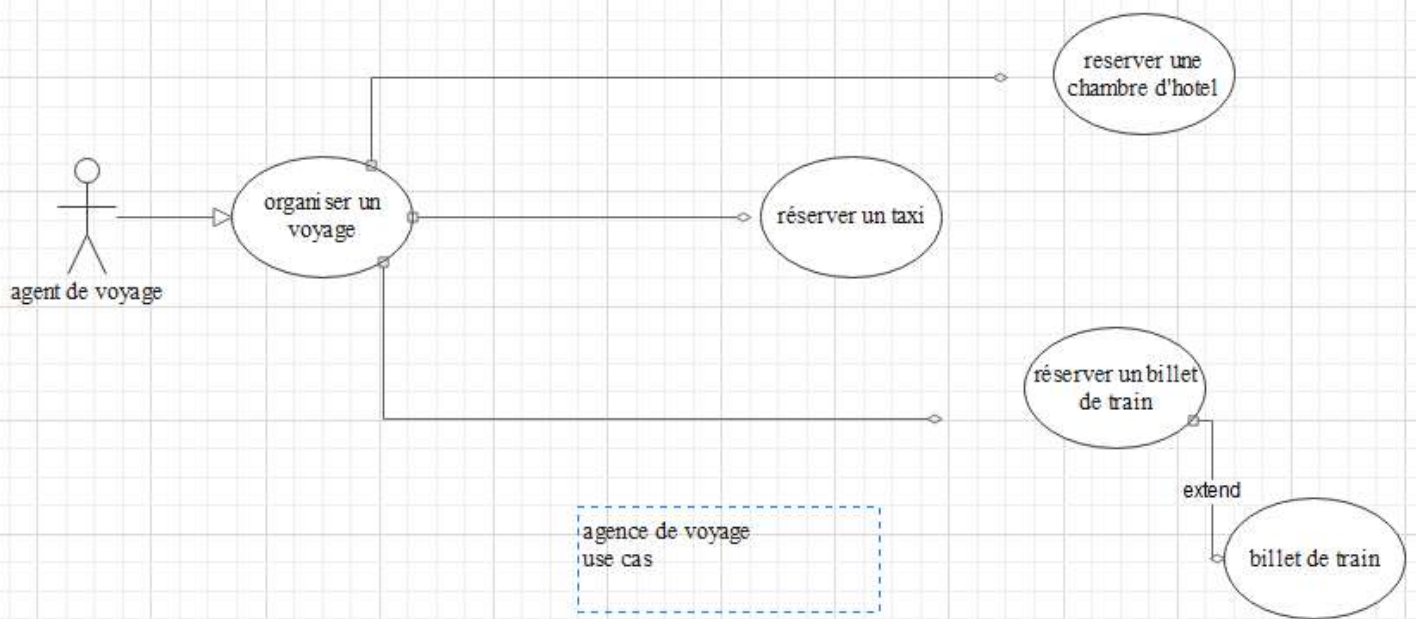 reserver une
chambre d'hotel
organiser un
voyage
réserver un taxi
agent de voyage
réserver un billet
de train
extend
agence de voyage
use cas
billet de train